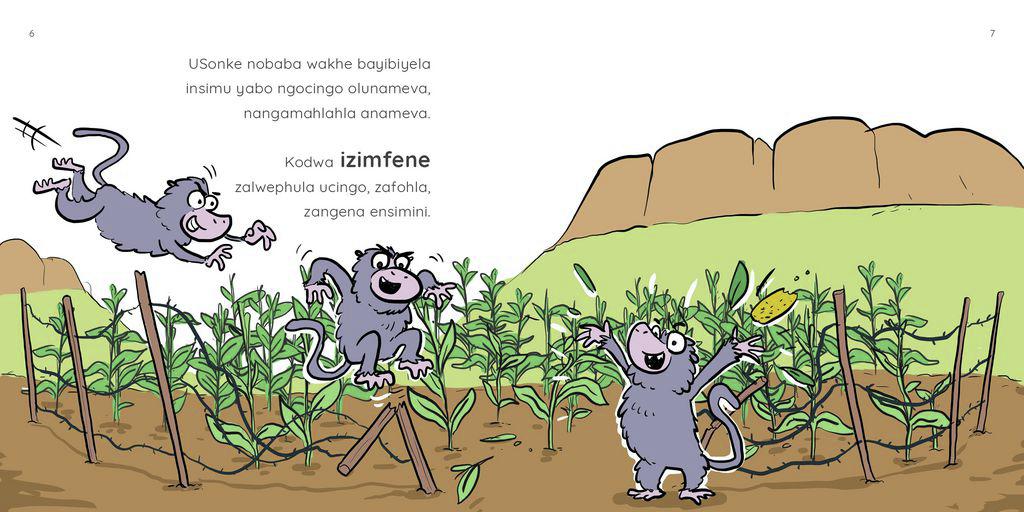 6
USonke nobaba wakhe bayibiyela
insimu yabo ngocingo olunameva,
nangamahlahla anameva.
Kodwa izimfene
zalwephula ucingo, zafohla,
zangena ensimini.
7